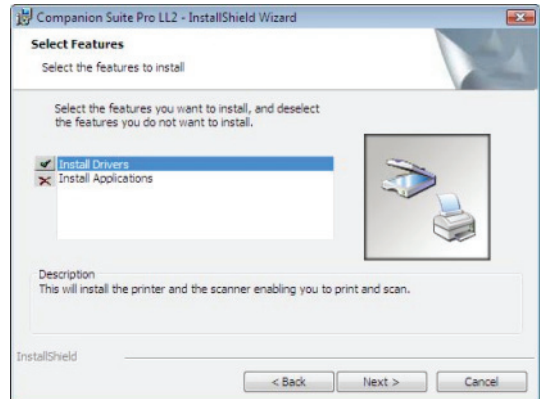 Companion Suite Pro LL2 - InstallShield Wizard
Select Features
Select the features to install
Select the features you want to install, and deselect
the features you do not want to install.
Install Drivers
Install Applications
Description
This will install the printer and the scanner enabling you to print and scan.
InstallShield
< Back Next > Cancel